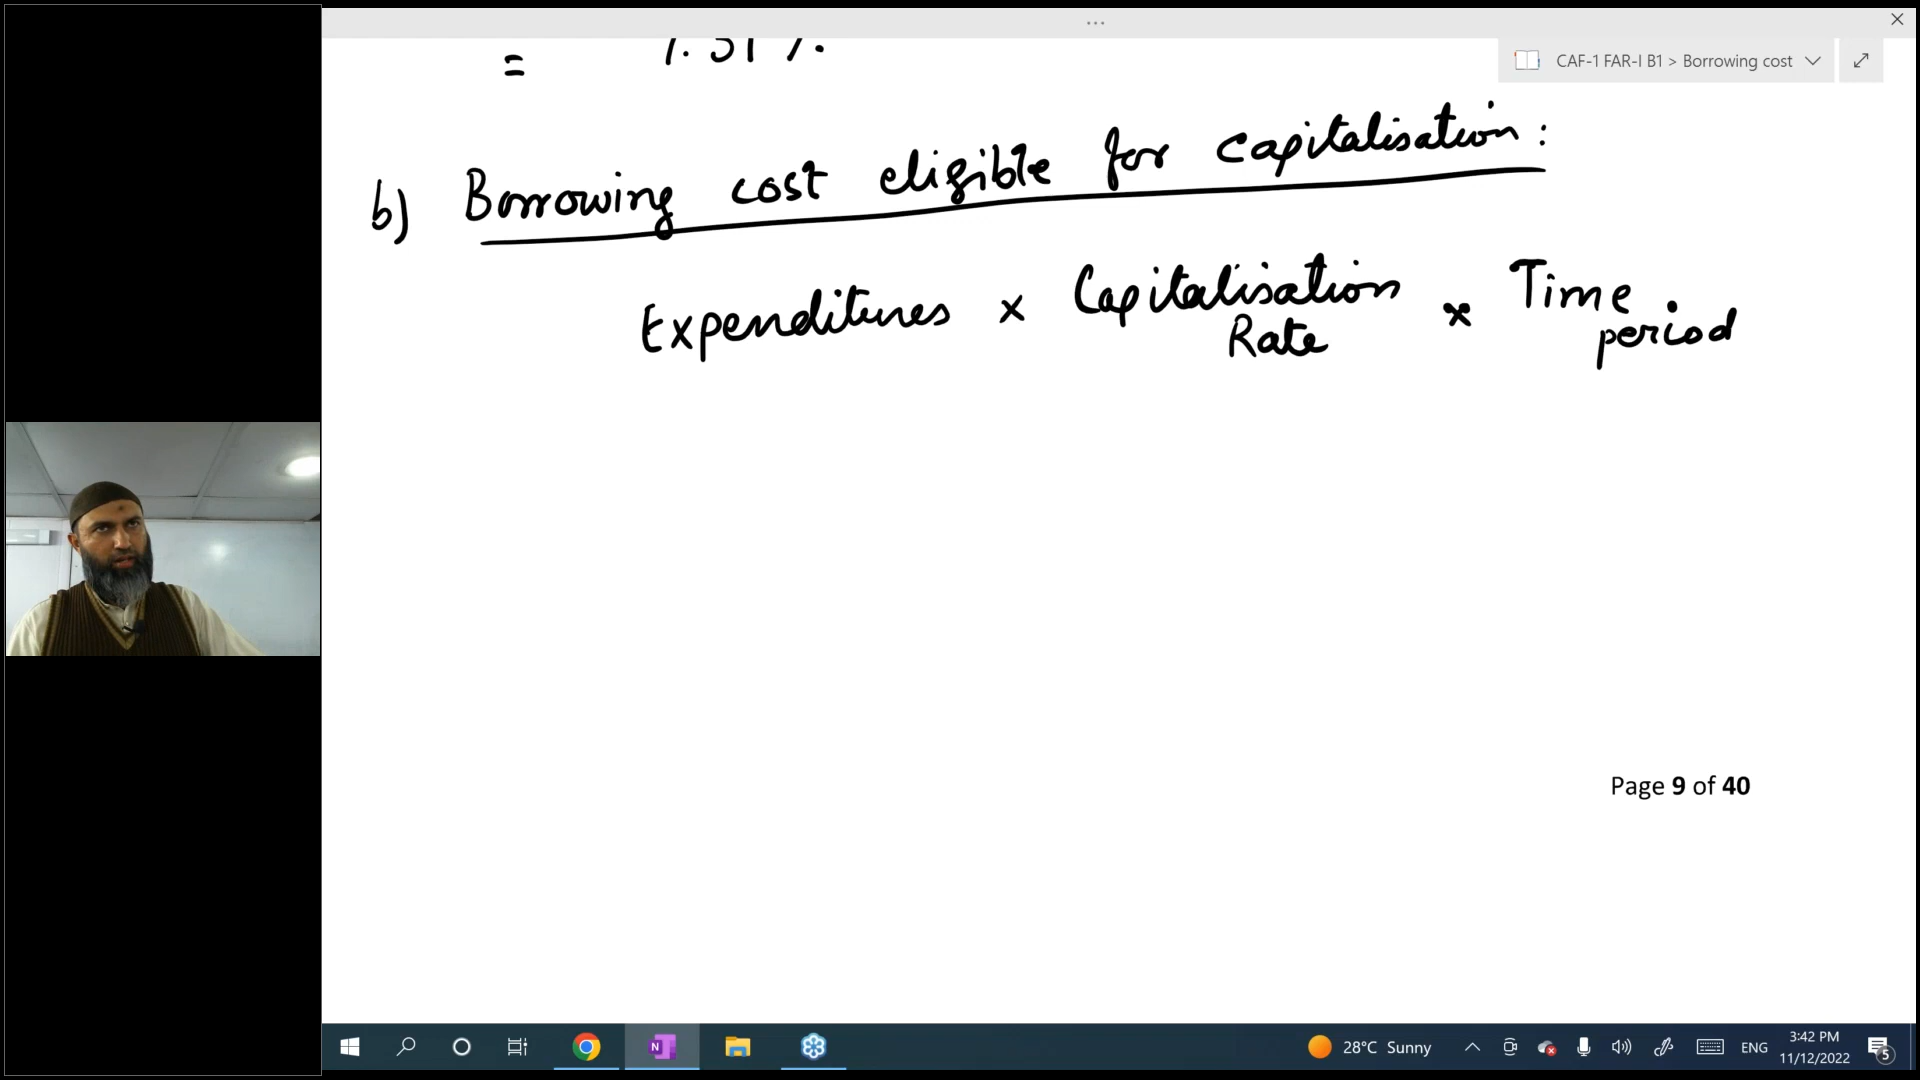 CAF-1 FAR-I B1 > Borrowing cost
=
b) Borrowing cost eligible for capitalisation:
Expenditures x Capitalisation Rate x Time period
Page 9 of 40
N
28°C Sunny
ENG
3:42 PM
11/12/2022
5